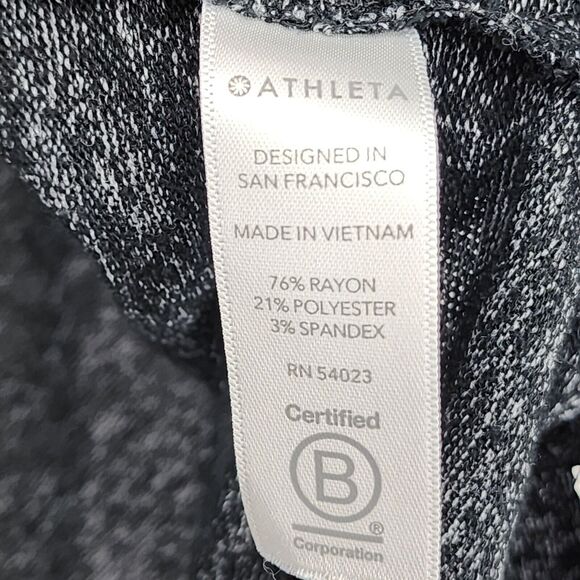 ATHLETA
DESIGNED IN
SAN FRANCISCO
MADE IN VIETNAM
76% RAYON
21% POLYESTER
3% SPANDEX
RN 54023
Certified
B
®
Corporation